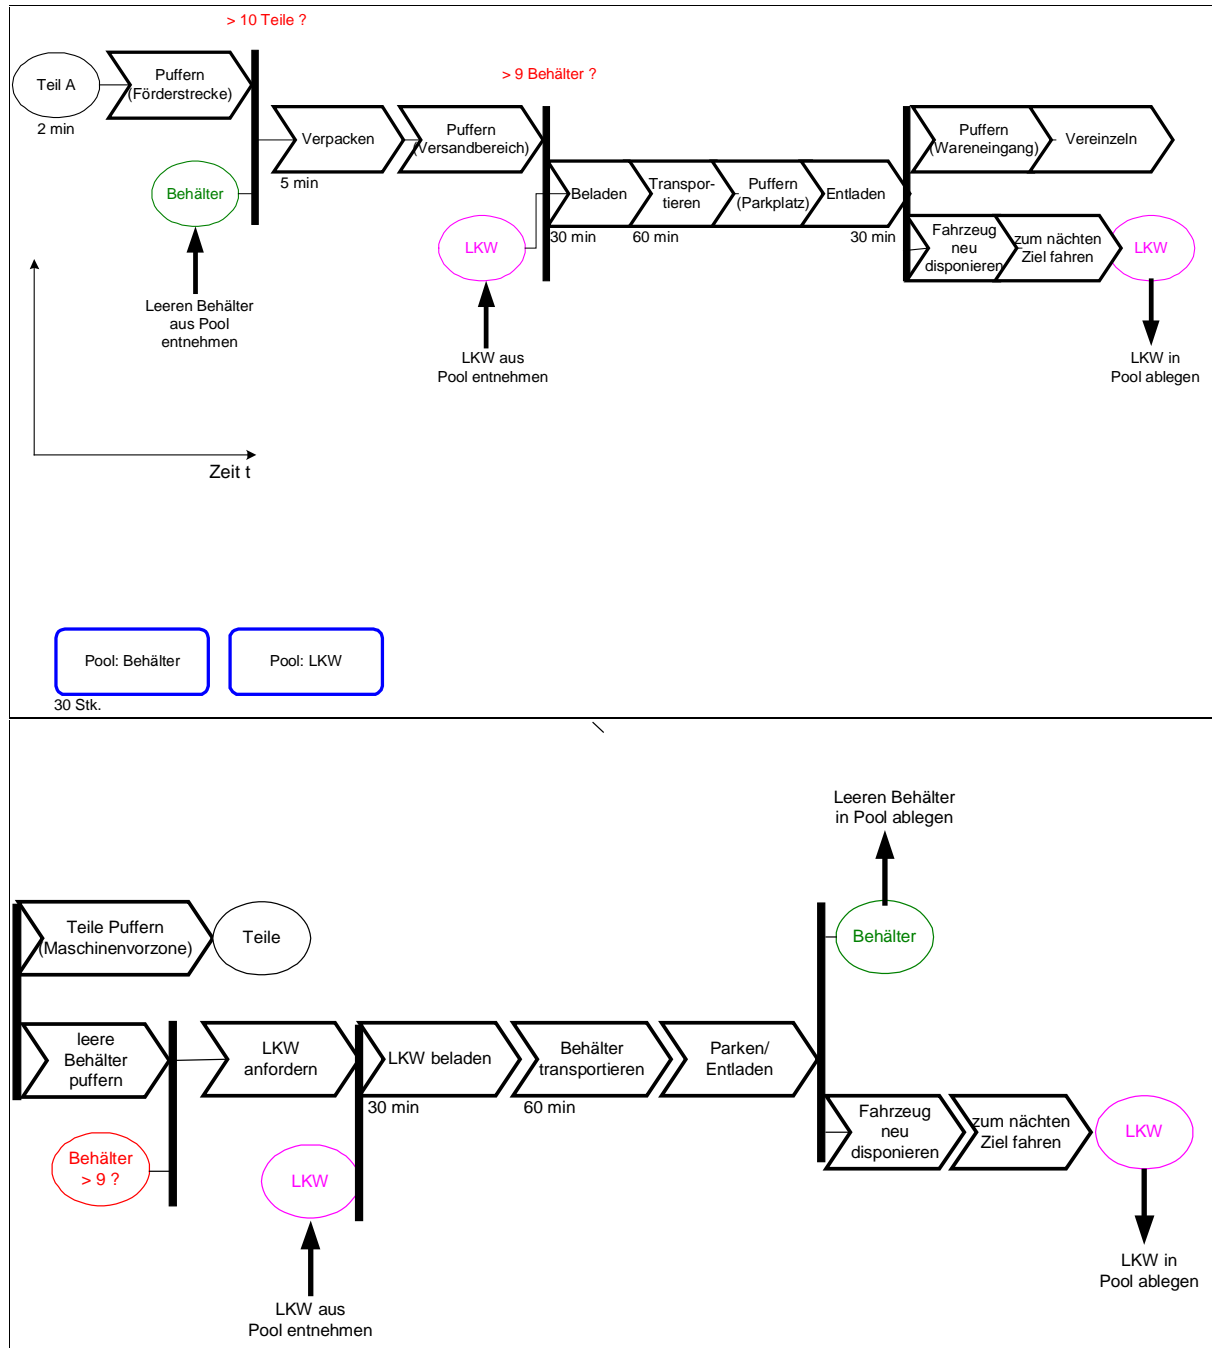 > 10 Teile ?
Teil A
2 min
Puffern
(Förderstrecke)
> 9 Behälter ?
Verpacken
5 min
Puffern
(Versandbereich)
Puffern
(Wareneingang)
Vereinzeln
Behälter
Beladen
30 min
Transpor-
tieren
60 min
Puffern
(Parkplatz)
Entladen
30 min
LKW
Fahrzeug
neu
disponieren
zum nächten
Ziel fahren
LKW
Leeren Behälter
aus Pool
entnehmen
LKW aus
Pool entnehmen
LKW in
Pool ablegen
Zeit t
Pool: Behälter
30 Stk.
Pool: LKW
Leeren Behälter
in Pool ablegen
Teile Puffern
(Maschinenvorzone)
Teile
Behälter
leere
Behälter
puffern
LKW
anfordern
LKW beladen
30 min
Behälter
transportieren
60 min
Parken/
Entladen
Behälter
> 9 ?
LKW
Fahrzeug
neu
disponieren
zum nächten
Ziel fahren
LKW
LKW aus
Pool entnehmen
LKW in
Pool ablegen